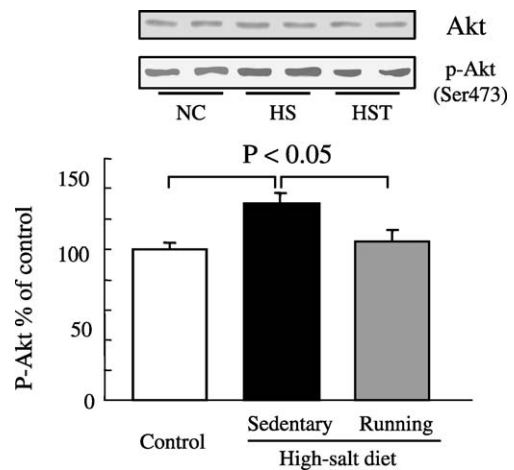 Akt
p-Akt
(Ser473)
NC HS HST
P < 0.05
150
100
50
0
P-Akt % of control
Control
Sedentary Running
High-salt diet